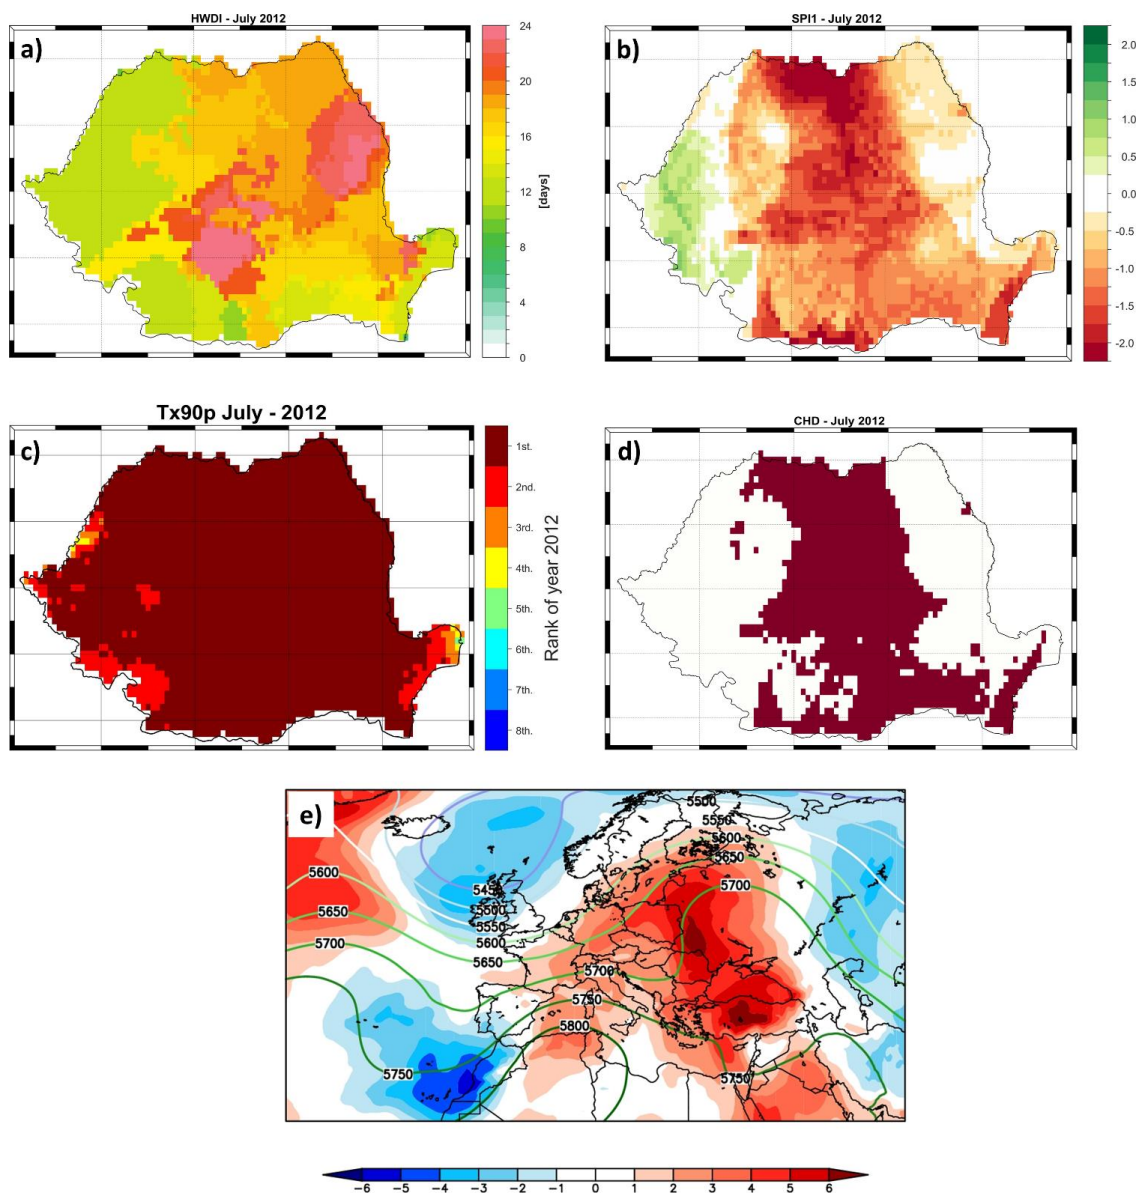 HWDI - July 2012
a)
24
20
16
12
8
4
0
[days]
SPI1 - July 2012
b)
2.0
1.5
1.0
0.5
0.0
-0.5
-1.0
-1.5
-2.0
Tx90p July - 2012
c)
1st.
2nd.
3rd.
4th.
5th.
6th.
7th.
8th.
Rank of year 2012
CHD - July 2012
d)
e)
5500
5550
5600
5650
5700
5600
5650
5700
5450
5500
5550
5600
5650
5700
5750
5800
5750
5750
-6 -5 -4 -3 -2 -1 0 1 2 3 4 5 6